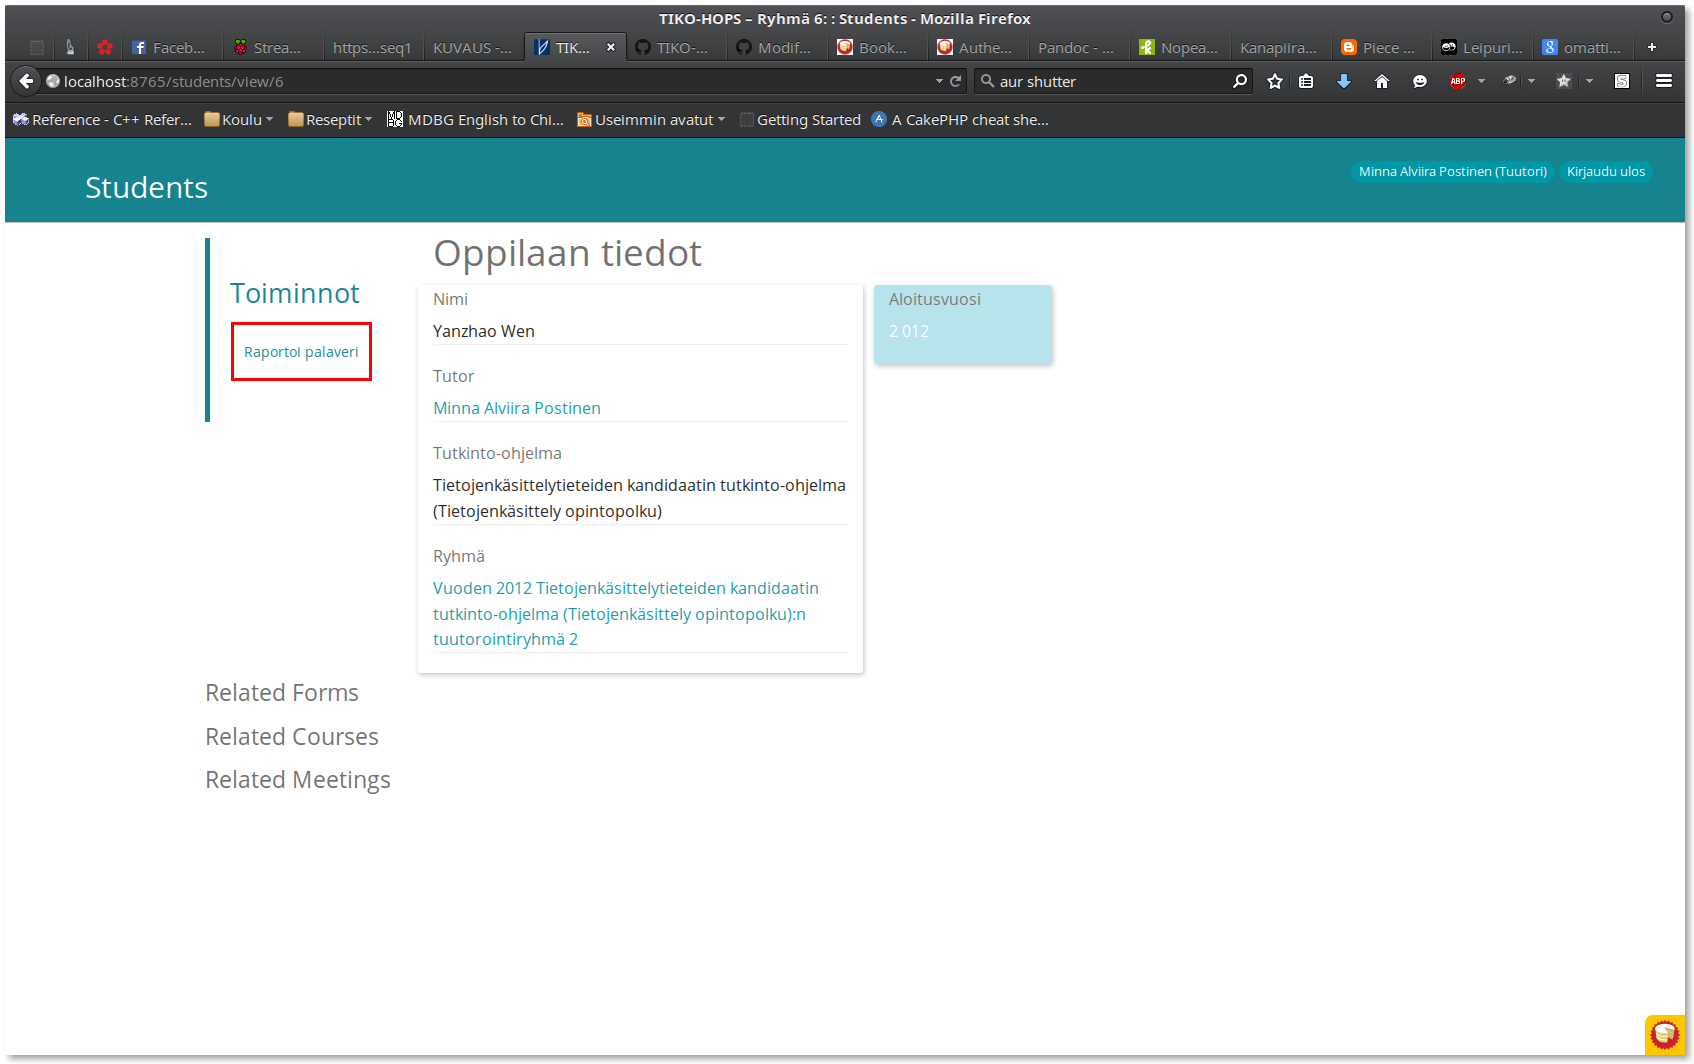 TIKO-HOPS – Ryhmä 6: : Students - Mozilla Firefox
Faceb... Strea... https...seq1 KUVAUS -... TIK... TIKO-... Modif... Book... Authe... Pandoc - ... Nopea... Kanapiira... Piece ... Leipuri... omatti...
localhost:8765/students/view/6 aur shutter ABP
Reference - C++ Refer... Koulu Reseptit MDBG English to Chi... Useimmin avatut Getting Started A CakePHP cheat she...
Students
Minna Alviira Postinen (Tuutori) Kirjaudu ulos
Toiminnot
Raportoi palaveri
Oppilaan tiedot
Nimi
Yanzhao Wen
Tutor
Minna Alviira Postinen
Tutkinto-ohjelma
Tietojenkäsittelytieteiden kandidaatin tutkinto-ohjelma
(Tietojenkäsittely opintopolku)
Ryhmä
Vuoden 2012 Tietojenkäsittelytieteiden kandidaatin
tutkinto-ohjelma (Tietojenkäsittely opintopolku):n
tuutorointiryhmä 2
Aloitusvuosi
2 012
Related Forms
Related Courses
Related Meetings